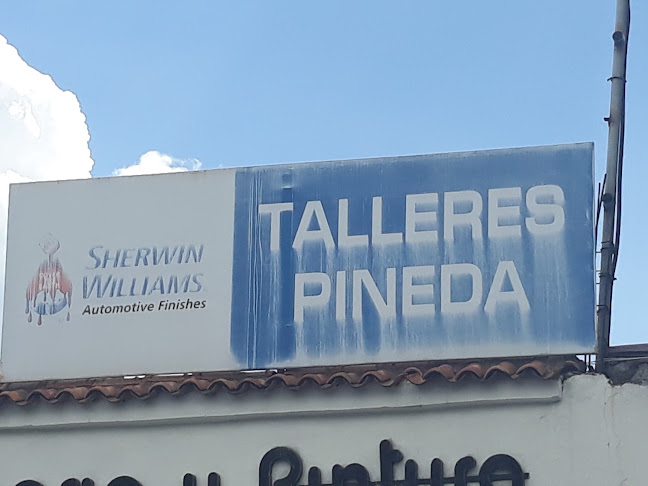 SHERWIN
WILLIAMS
Automotive Finishes
TALLERES
PINEDA
y